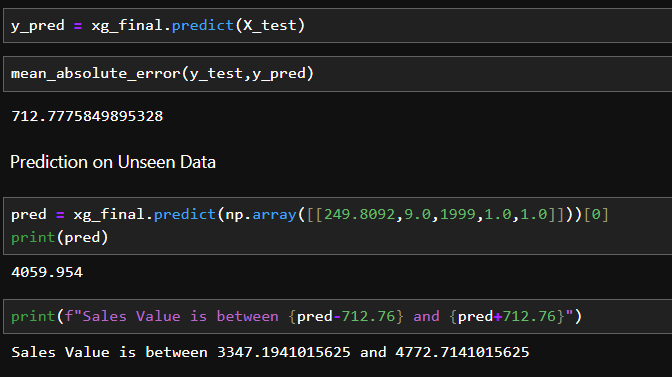 y_pred = xg_final.predict(X_test)
mean_absolute_error(y_test,y_pred)
712.7775849895328
Prediction on Unseen Data
pred = xg_final.predict(np.array([[249.8092,9.0,1999,1.0,1.0]]))[0]
print(pred)
4059.954
print(f"Sales Value is between {pred-712.76} and {pred+712.76}")
Sales Value is between 3347.1941015625 and 4772.7141015625